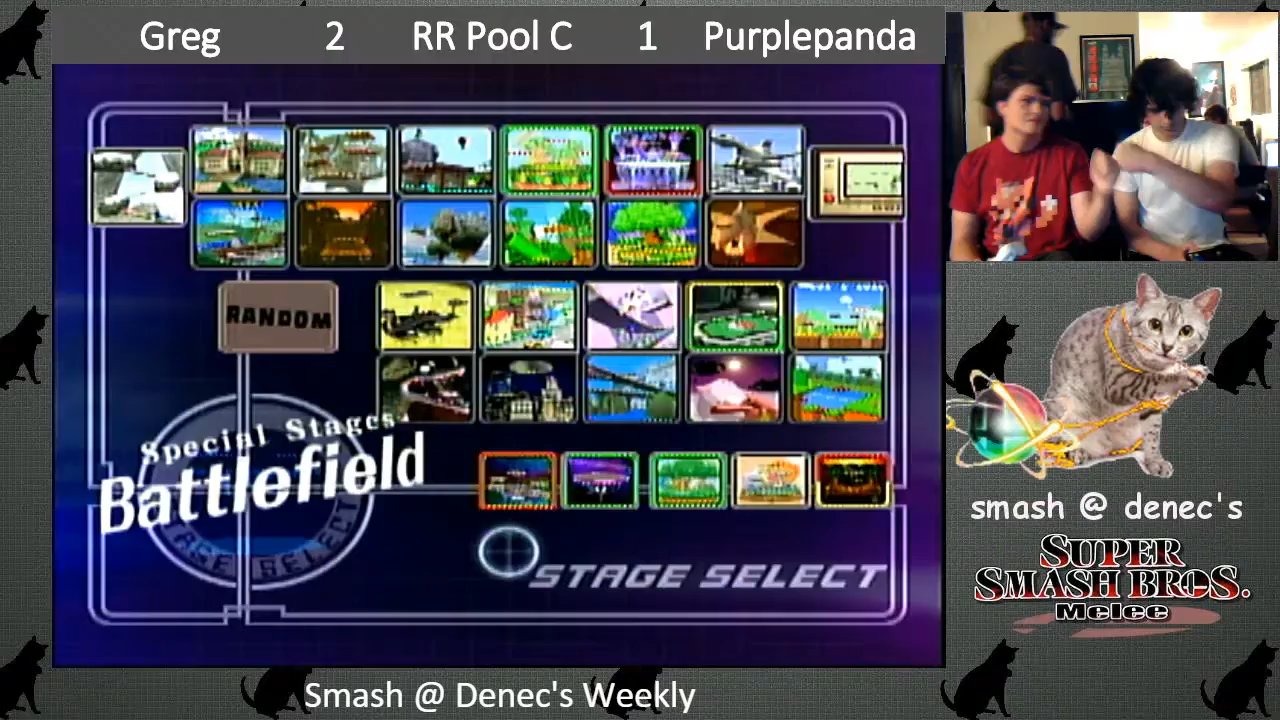 Greg 2 RR Pool C 1 Purplepanda
RANDOM
Special Stages
Battlefield
STAGE SELECT
smash @ denec's
SUPER
SMASH BROS.
Melee
Smash @ Denec's Weekly